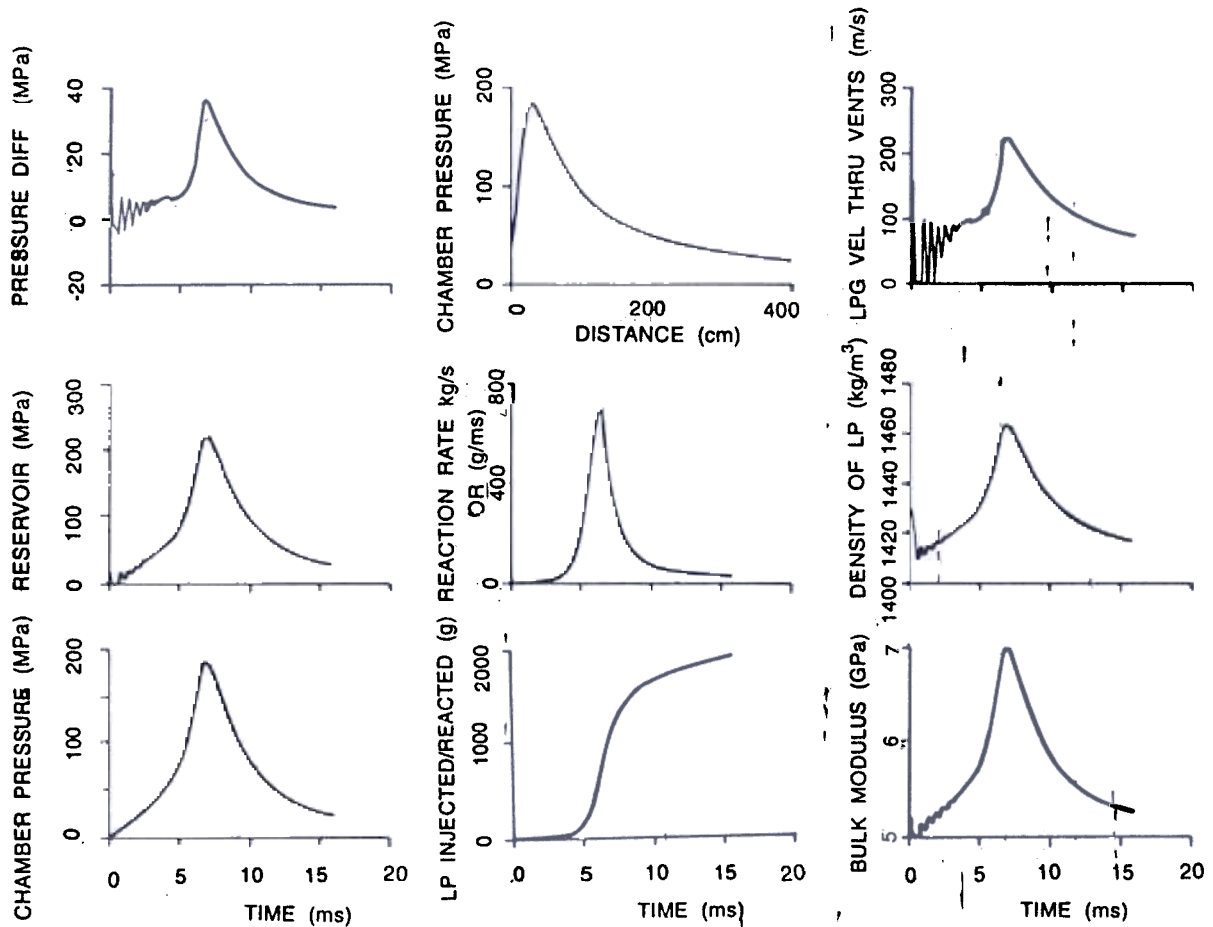 PRESSURE DIFF (MPa)
40
20
0
-20
CHAMBER PRESSURE (MPa)
200
100
0
0 200 400
DISTANCE (cm)
LPG VEL THRU VENTS (m/s)
300
200
100
0
RESERVOIR (MPa)
300
200
100
0
REACTION RATE kg/s
OR (g/ms)
800
400
0
DENSITY OF LP (kg/m³)
1480
1460
1440
1420
1400
CHAMBER PRESSURE (MPa)
200
100
0
0 5 10 15 20
TIME (ms)
LP INJECTED/REACTED (g)
2000
1000
0
0 5 10 15 20
TIME (ms)
BULK MODULUS (GPa)
7
6
5
0 5 10 15 20
TIME (ms)